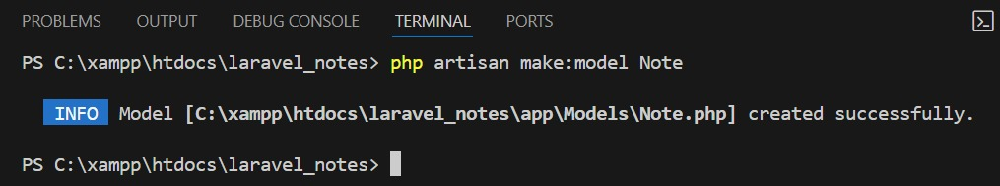 PROBLEMS OUTPUT DEBUG CONSOLE TERMINAL PORTS
PS C:\xampp\htdocs\laravel_notes> php artisan make:model Note
INFO Model [C:\xampp\htdocs\laravel_notes\app\Models\Note.php] created successfully.
PS C:\xampp\htdocs\laravel_notes>